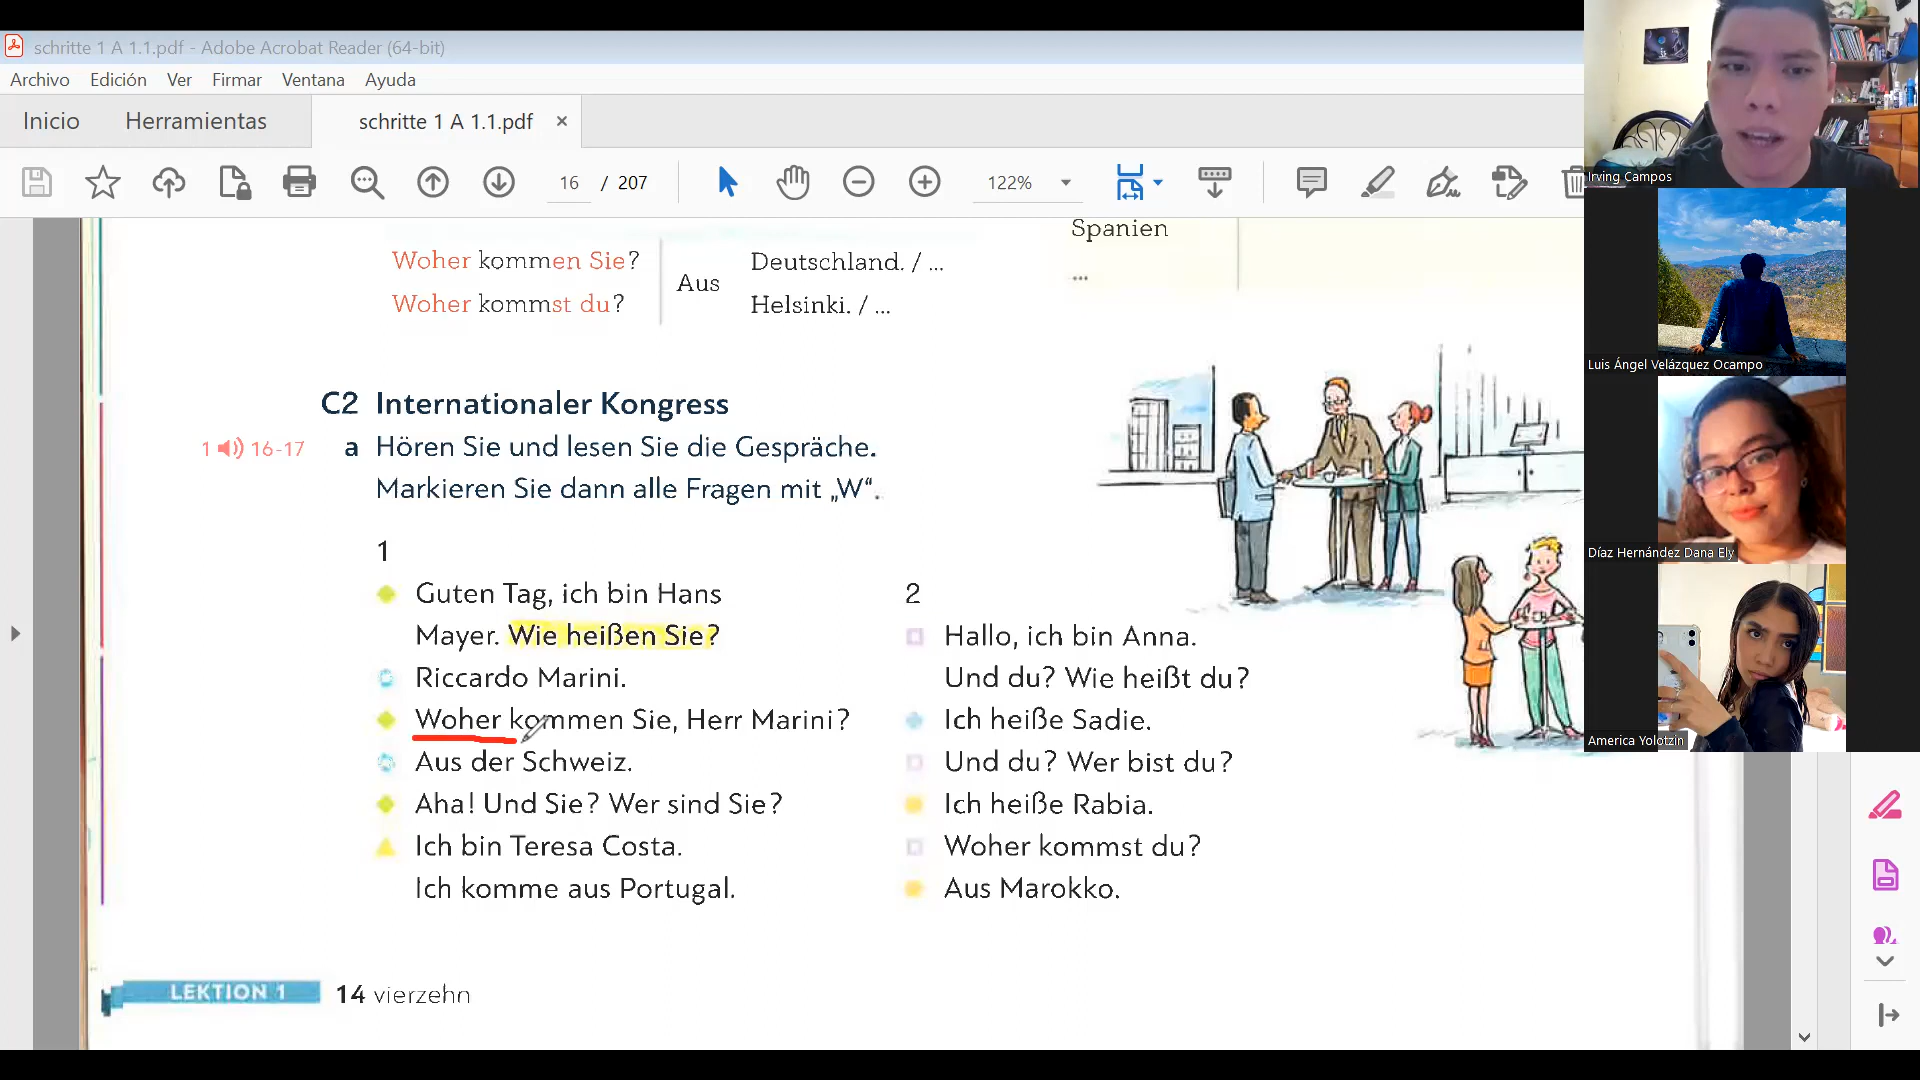 schritte 1 A 1.1.pdf - Adobe Acrobat Reader (64-bit)
Archivo Edición Ver Firmar Ventana Ayuda
Inicio Herramientas schritte 1 A 1.1.pdf ×
16 / 207 122%
Spanien
...
Woher kommen Sie?
Woher kommst du?
Aus
Deutschland. / ...
Helsinki. / ...
C2 Internationaler Kongress
1 16-17 a Hören Sie und lesen Sie die Gespräche.
Markieren Sie dann alle Fragen mit „W“.
1
Guten Tag, ich bin Hans
Mayer. Wie heißen Sie?
Riccardo Marini.
Woher kommen Sie, Herr Marini?
Aus der Schweiz.
Aha! Und Sie? Wer sind Sie?
Ich bin Teresa Costa.
Ich komme aus Portugal.
2
Hallo, ich bin Anna.
Und du? Wie heißt du?
Ich heiße Sadie.
Und du? Wer bist du?
Ich heiße Rabia.
Woher kommst du?
Aus Marokko.
LEKTION 1 14 vierzehn
Irving Campos
Luis Ángel Velázquez Ocampo
Díaz Hernández Dana Ely
America Yolotzin